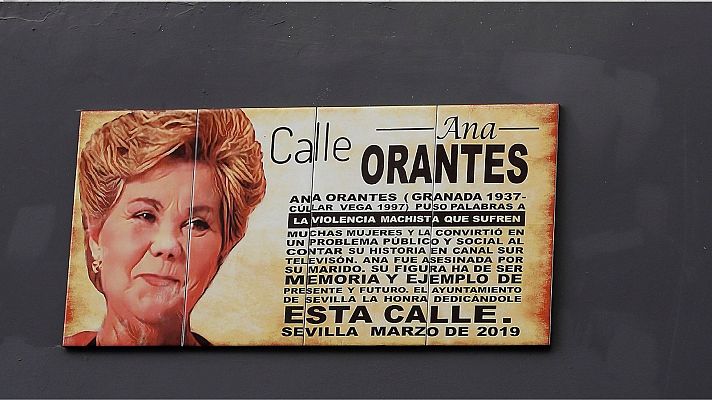 Calle Ana
ORANTES
ANA ORANTES (GRANADA 1937-
CÚLLAR VEGA 1997) PUSO PALABRAS A
LA VIOLENCIA MACHISTA QUE SUFREN
MUCHAS MUJERES Y LA CONVIRTIÓ EN
UN PROBLEMA PÚBLICO Y SOCIAL AL
CONTAR SU HISTORIA EN CANAL SUR
TELEVISÓN. ANA FUE ASESINADA POR
SU MARIDO. SU FIGURA HA DE SER
MEMORIA Y EJEMPLO DE
PRESENTE Y FUTURO. EL AYUNTAMIENTO
DE SEVILLA LA HONRA DEDICÁNDOLE
ESTA CALLE.
SEVILLA MARZO DE 2019